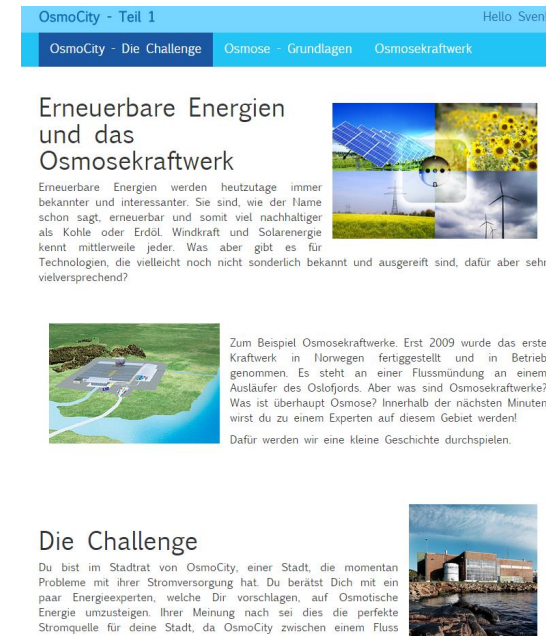 OsmoCity - Teil 1
Hello Sven!
OsmoCity - Die Challenge
Osmose - Grundlagen
Osmosekraftwerk
Erneuerbare Energien
und das
Osmosekraftwerk
Erneuerbare Energien werden heutzutage immer
bekannter und interessanter. Sie sind, wie der Name
schon sagt, erneuerbar und somit viel nachhaltiger
als Kohle oder Erdöl. Windkraft und Solarenergie
kennt mittlerweile jeder. Was aber gibt es für
Technologien, die vielleicht noch nicht sonderlich bekannt und ausgereift sind, dafür aber sehr
vielversprechend?
Zum Beispiel Osmosekraftwerke. Erst 2009 wurde das erste
Kraftwerk in Norwegen fertiggestellt und in Betrieb
genommen. Es steht an einer Flussmündung an einem
Ausläufer des Oslofjords. Aber was sind Osmosekraftwerke?
Was ist überhaupt Osmose? Innerhalb der nächsten Minuten
wirst du zu einem Experten auf diesem Gebiet werden!
Dafür werden wir eine kleine Geschichte durchspielen.
Die Challenge
Du bist im Stadtrat von OsmoCity, einer Stadt, die momentan
Probleme mit ihrer Stromversorgung hat. Du berätst Dich mit ein
paar Energieexperten, welche Dir vorschlagen, auf Osmotische
Energie umzusteigen. Ihrer Meinung nach sei dies die perfekte
Stromquelle für deine Stadt, da OsmoCity zwischen einem Fluss